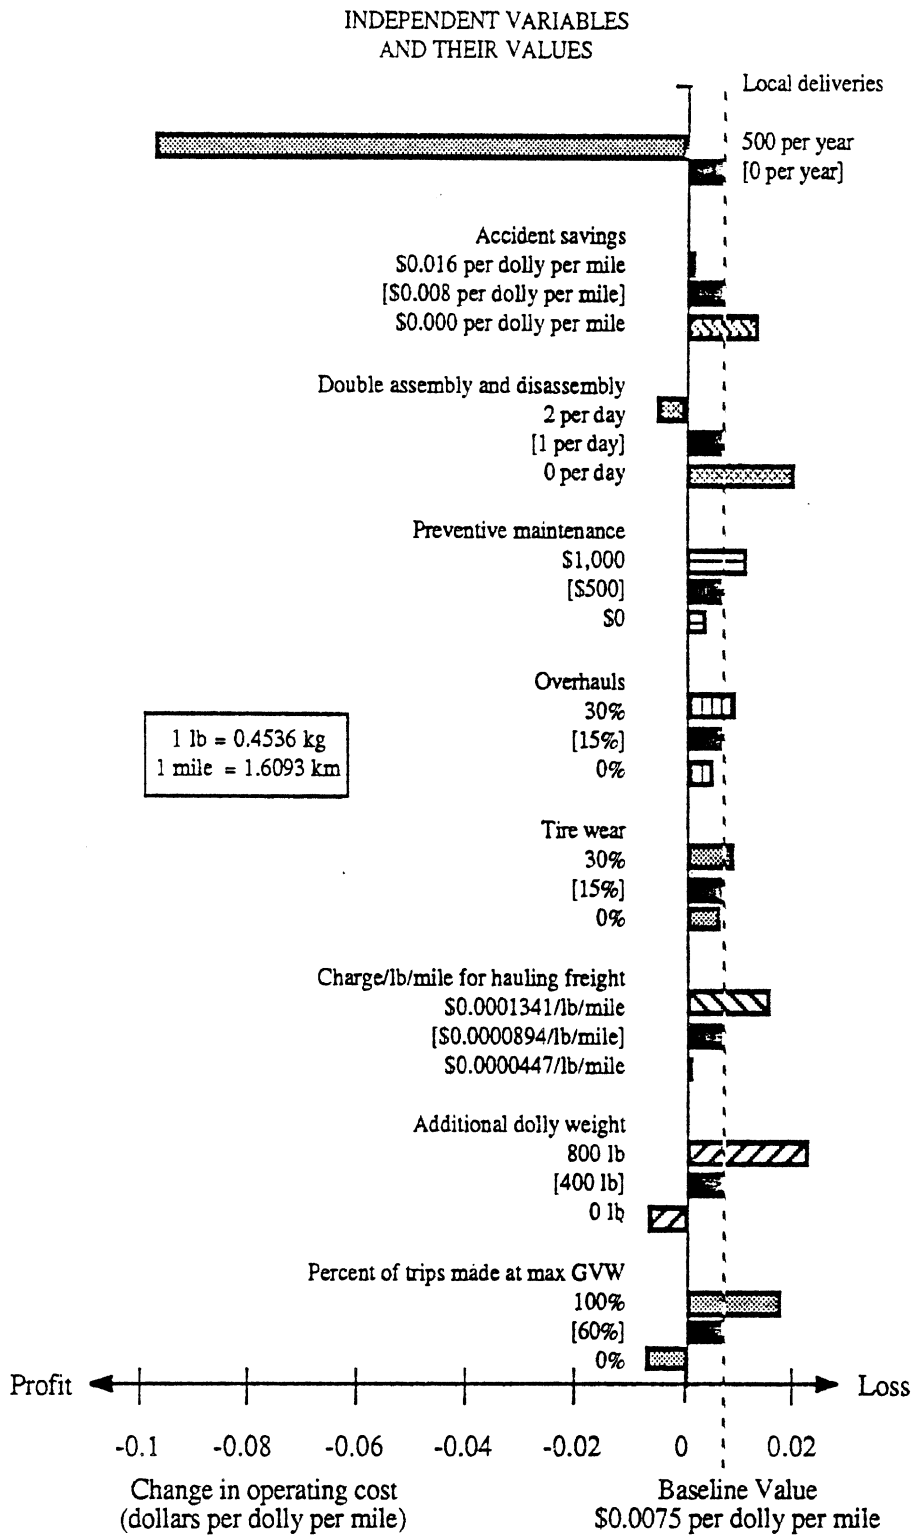 INDEPENDENT VARIABLES
AND THEIR VALUES
Local deliveries
500 per year
[0 per year]
Accident savings
$0.016 per dolly per mile
[$0.008 per dolly per mile]
$0.000 per dolly per mile
Double assembly and disassembly
2 per day
[1 per day]
0 per day
Preventive maintenance
$1,000
[$500]
$0
Overhauls
30%
[15%]
0%
1 lb = 0.4536 kg
1 mile = 1.6093 km
Tire wear
30%
[15%]
0%
Charge/lb/mile for hauling freight
$0.0001341/lb/mile
[$0.0000894/lb/mile]
$0.0000447/lb/mile
Additional dolly weight
800 lb
[400 lb]
0 lb
Percent of trips made at max GVW
100%
[60%]
0%
Profit Loss
-0.1 -0.08 -0.06 -0.04 -0.02 0 0.02
Change in operating cost
(dollars per dolly per mile)
Baseline Value
$0.0075 per dolly per mile